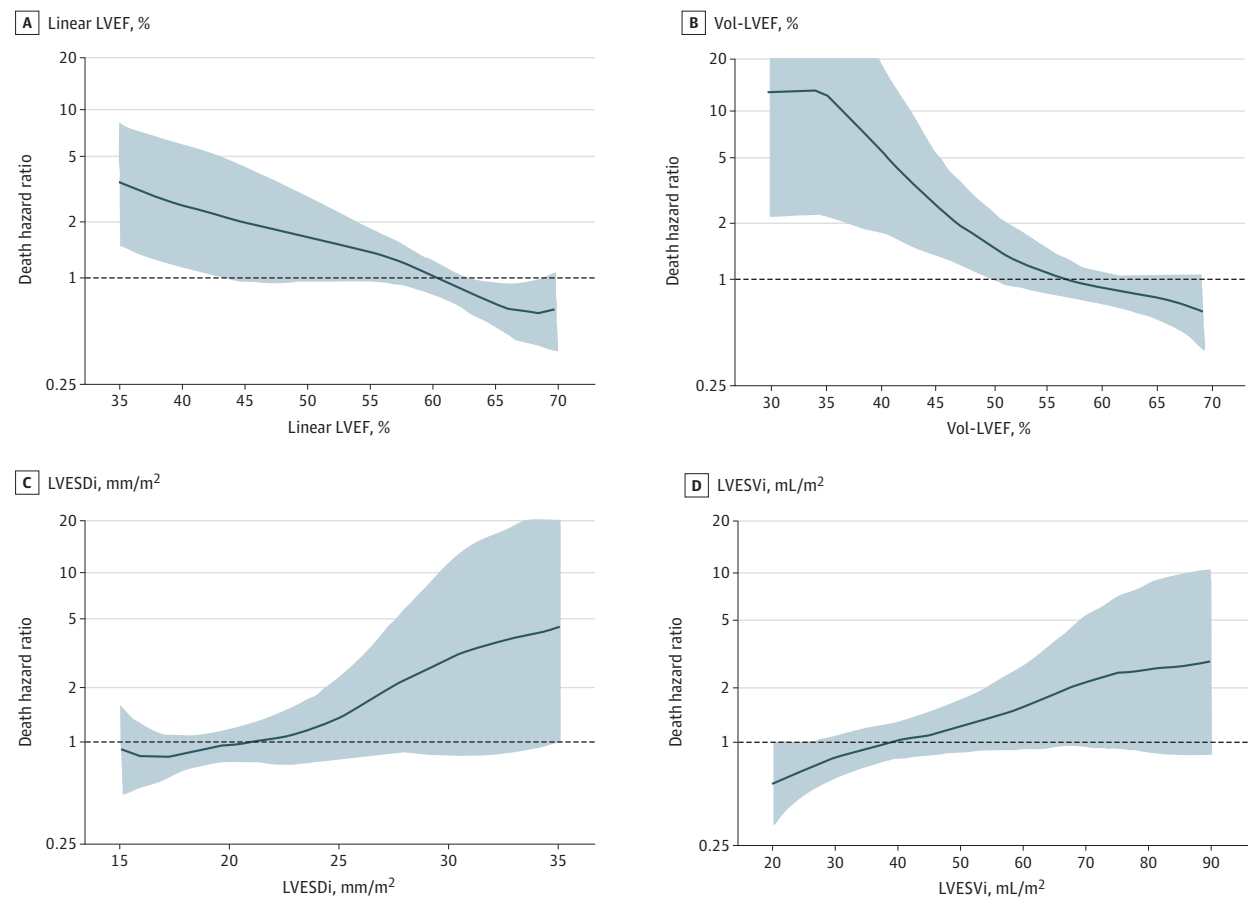 A Linear LVEF, %
20
10
5
2
1
0.25
Death hazard ratio
35 40 45 50 55 60 65 70
Linear LVEF, %
B Vol-LVEF, %
20
10
5
2
1
0.25
Death hazard ratio
30 35 40 45 50 55 60 65 70
Vol-LVEF, %
C LVESDi, mm/m²
20
10
5
2
1
0.25
Death hazard ratio
15 20 25 30 35
LVESDi, mm/m²
D LVESVi, mL/m²
20
10
5
2
1
0.25
Death hazard ratio
20 30 40 50 60 70 80 90
LVESVi, mL/m²